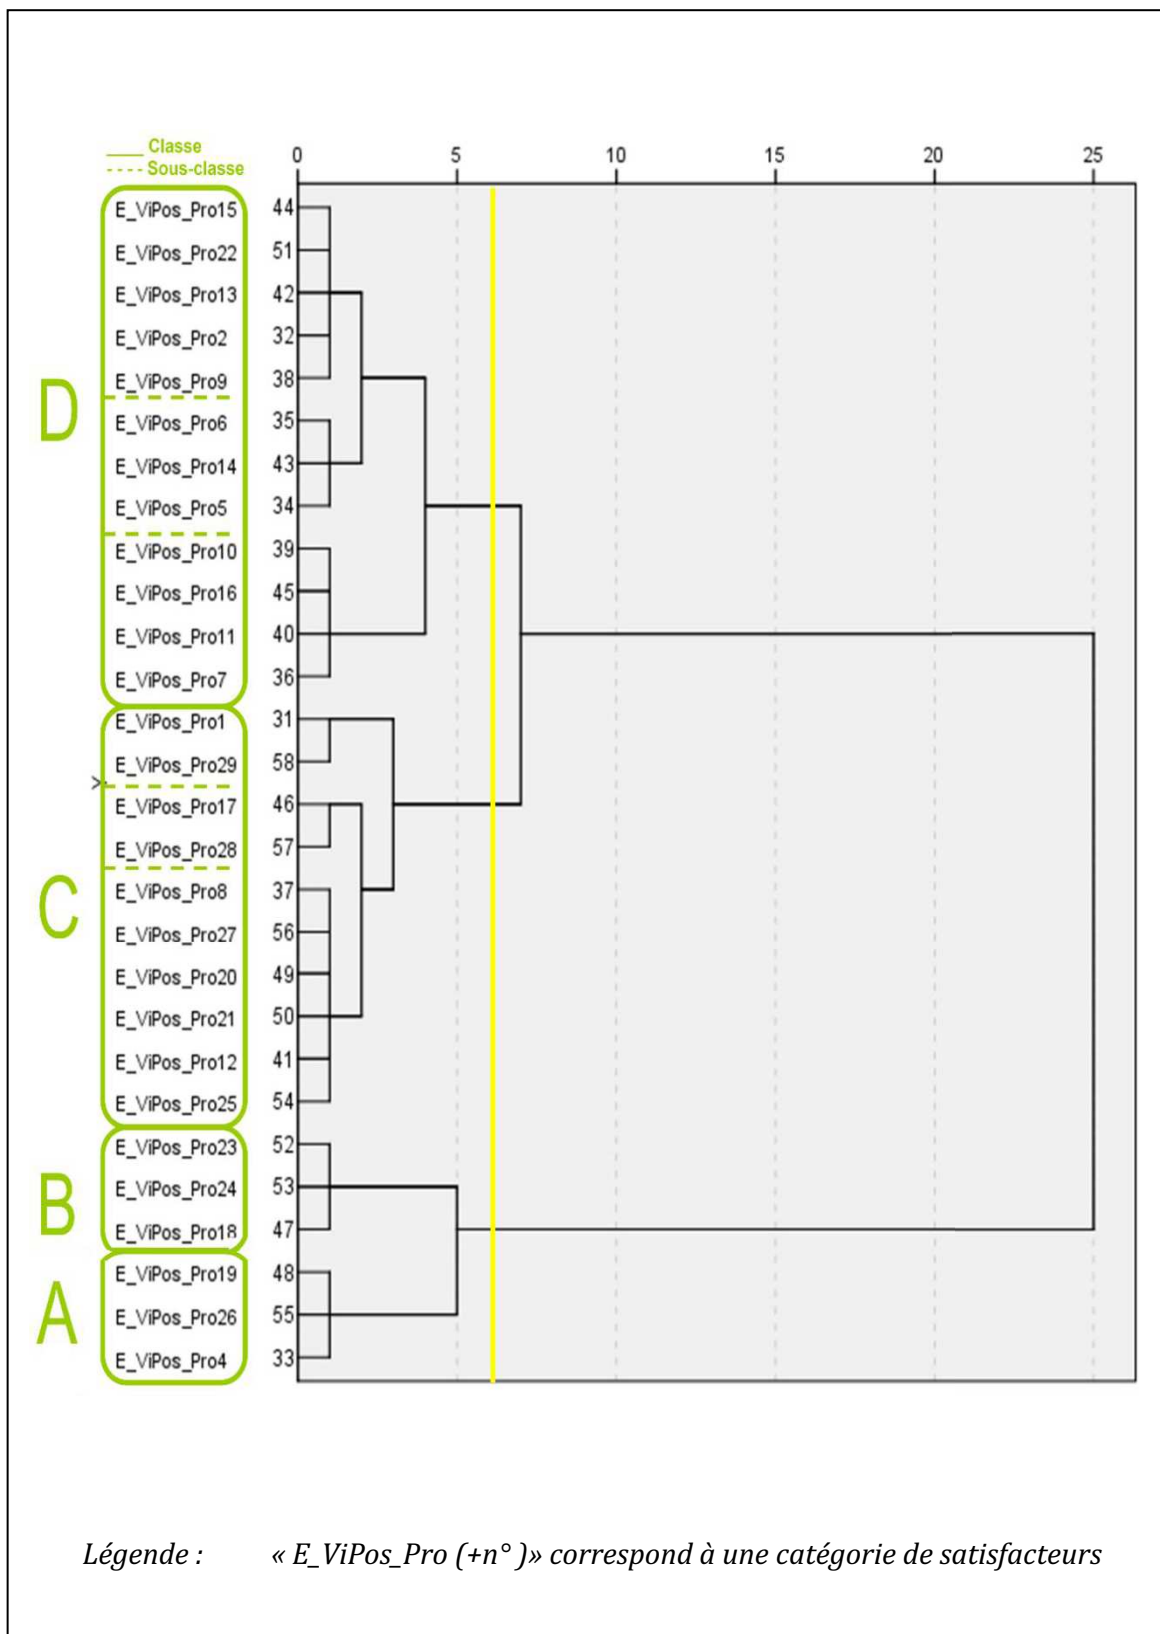 Classe
Sous-classe
0 5 10 15 20 25
E_ViPos_Pro15 44
E_ViPos_Pro22 51
E_ViPos_Pro13 42
E_ViPos_Pro2 32
E_ViPos_Pro9 38
D
E_ViPos_Pro6 35
E_ViPos_Pro14 43
E_ViPos_Pro5 34
E_ViPos_Pro10 39
E_ViPos_Pro16 45
E_ViPos_Pro11 40
E_ViPos_Pro7 36
E_ViPos_Pro1 31
E_ViPos_Pro29 58
E_ViPos_Pro17 46
E_ViPos_Pro28 57
E_ViPos_Pro8 37
C
E_ViPos_Pro27 56
E_ViPos_Pro20 49
E_ViPos_Pro21 50
E_ViPos_Pro12 41
E_ViPos_Pro25 54
E_ViPos_Pro23 52
E_ViPos_Pro24 53
B
E_ViPos_Pro18 47
E_ViPos_Pro19 48
A
E_ViPos_Pro26 55
E_ViPos_Pro4 33
Légende : « E_ViPos_Pro (+n° )» correspond à une catégorie de satisfacteurs